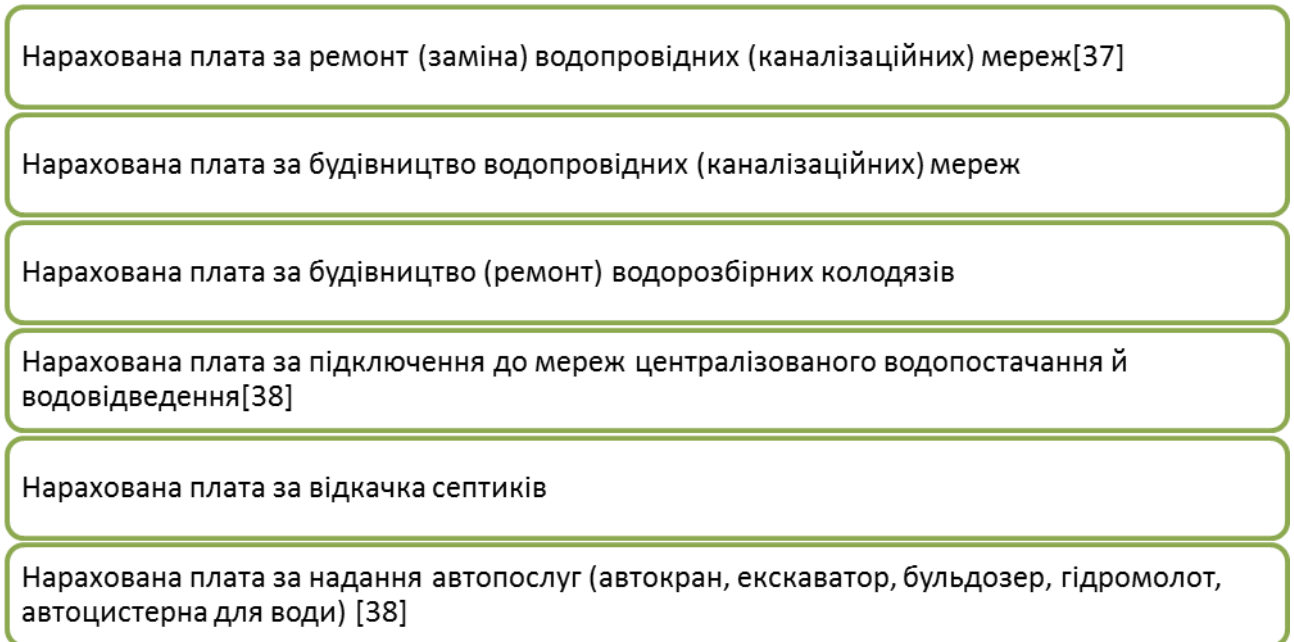 Нарахована плата за ремонт (заміна) водопровідних (каналізаційних) мереж[37]
Нарахована плата за будівництво водопровідних (каналізаційних) мереж
Нарахована плата за будівництво (ремонт) водорозбірних колодязів
Нарахована плата за підключення до мереж централізованого водопостачання й
водовідведення[38]
Нарахована плата за відкачка септиків
Нарахована плата за надання автопослуг (автокран, екскаватор, бульдозер, гідромолот,
автоцистерна для води) [38]